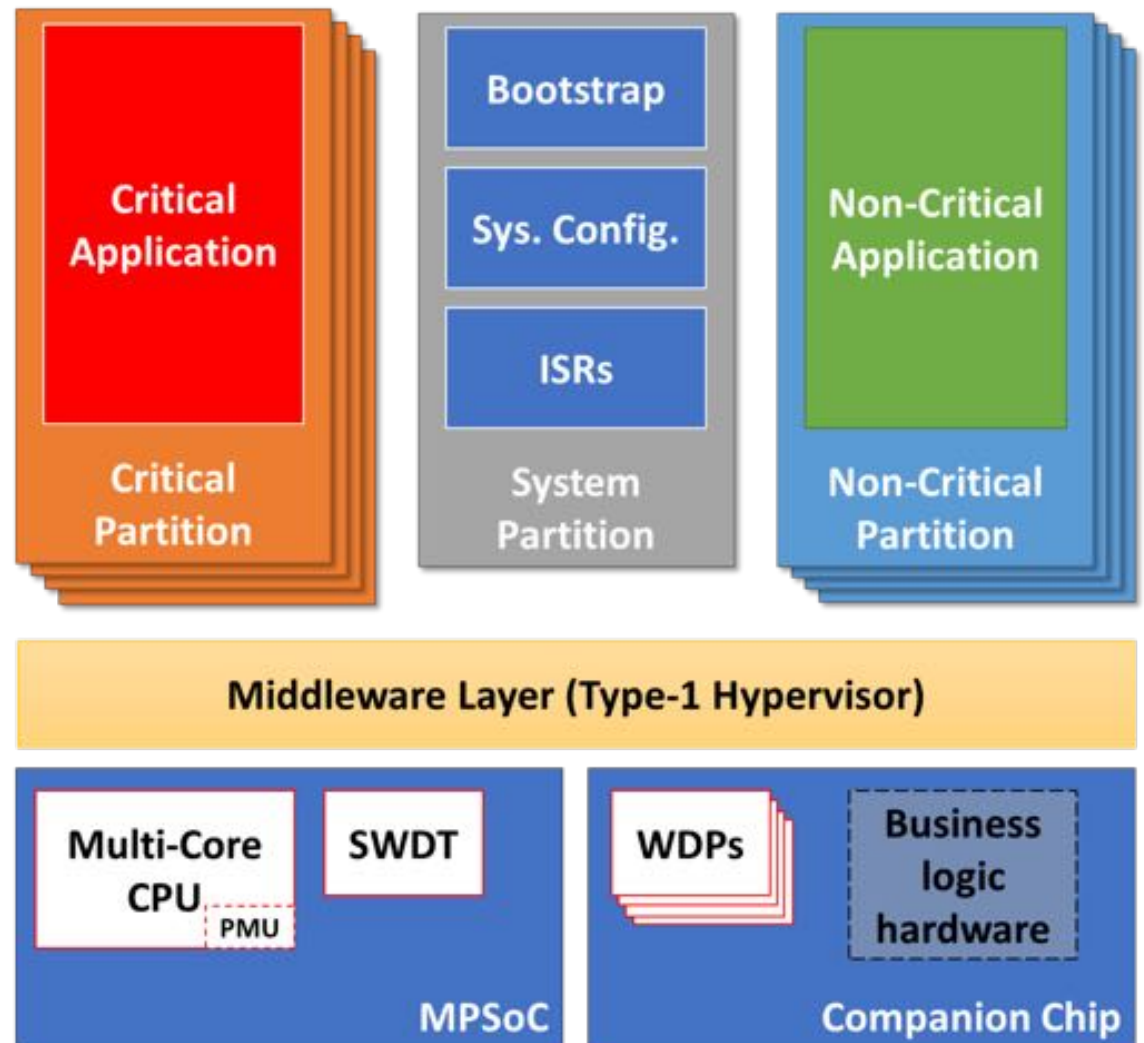 Critical
Application
Critical
Partition
Bootstrap
Sys. Config.
ISRs
System
Partition
Non-Critical
Application
Non-Critical
Partition
Middleware Layer (Type-1 Hypervisor)
Multi-Core
CPU
PMU
SWDT
MPSoC
WDPs
Business
logic
hardware
Companion Chip